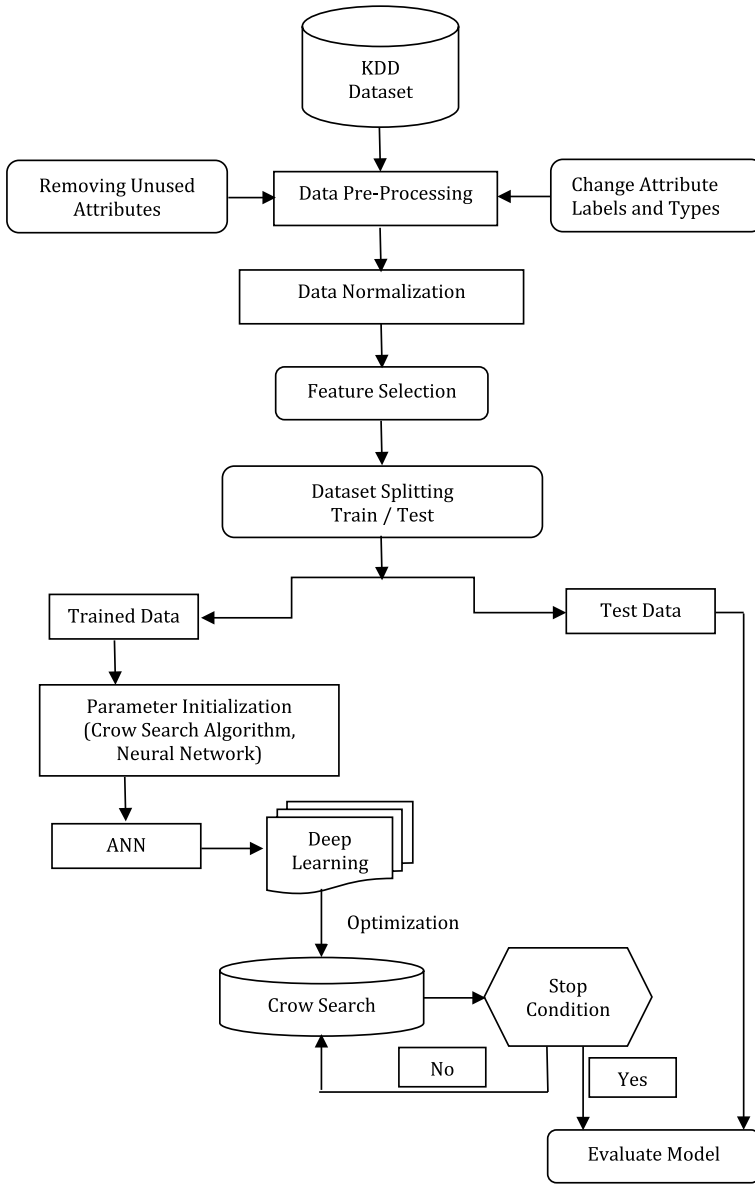 KDD
Dataset
Removing Unused
Attributes
Data Pre-Processing
Change Attribute
Labels and Types
Data Normalization
Feature Selection
Dataset Splitting
Train / Test
Trained Data
Test Data
Parameter Initialization
(Crow Search Algorithm,
Neural Network)
ANN
Deep
Learning
Optimization
Crow Search
Stop
Condition
No
Yes
Evaluate Model